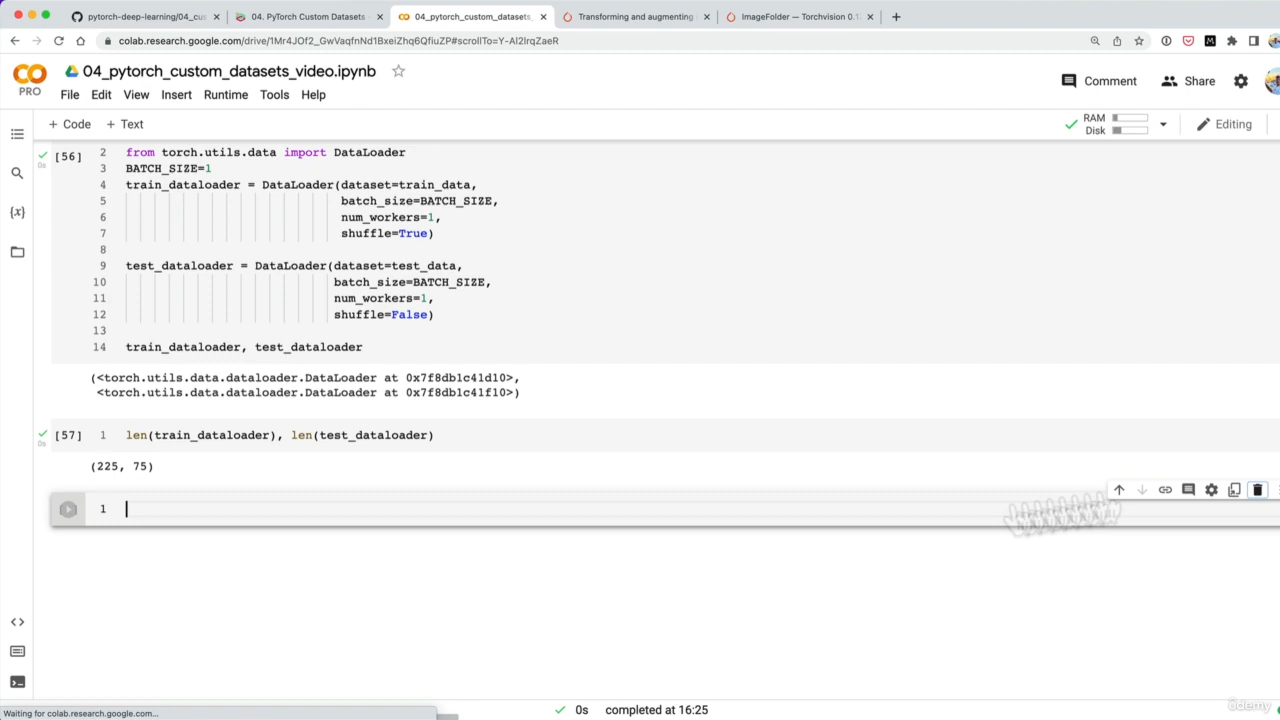 pytorch-deep-learning/04_cus
04. PyTorch Custom Datasets
04_pytorch_custom_datasets_
Transforming and augmenting
ImageFolder — Torchvision 0.1
colab.research.google.com/drive/1Mr4JOf2_GwVaqfnNd1BxeiZhq6QfiuZP#scrollTo=Y-AI2IrqZaeR
PRO
04_pytorch_custom_datasets_video.ipynb
File Edit View Insert Runtime Tools Help
Comment
Share
+ Code + Text
RAM
Disk
Editing
[56]
0s
2 from torch.utils.data import DataLoader
3 BATCH_SIZE=1
4 train_dataloader = DataLoader(dataset=train_data,
5 batch_size=BATCH_SIZE,
6 num_workers=1,
7 shuffle=True)
8
9 test_dataloader = DataLoader(dataset=test_data,
10 batch_size=BATCH_SIZE,
11 num_workers=1,
12 shuffle=False)
13
14 train_dataloader, test_dataloader
(<torch.utils.data.dataloader.DataLoader at 0x7f8db1c41d10>,
<torch.utils.data.dataloader.DataLoader at 0x7f8db1c41f10>)
[57] 1 len(train_dataloader), len(test_dataloader)
0s
(225, 75)
1
Waiting for colab.research.google.com...
0s completed at 16:25
ûdemy